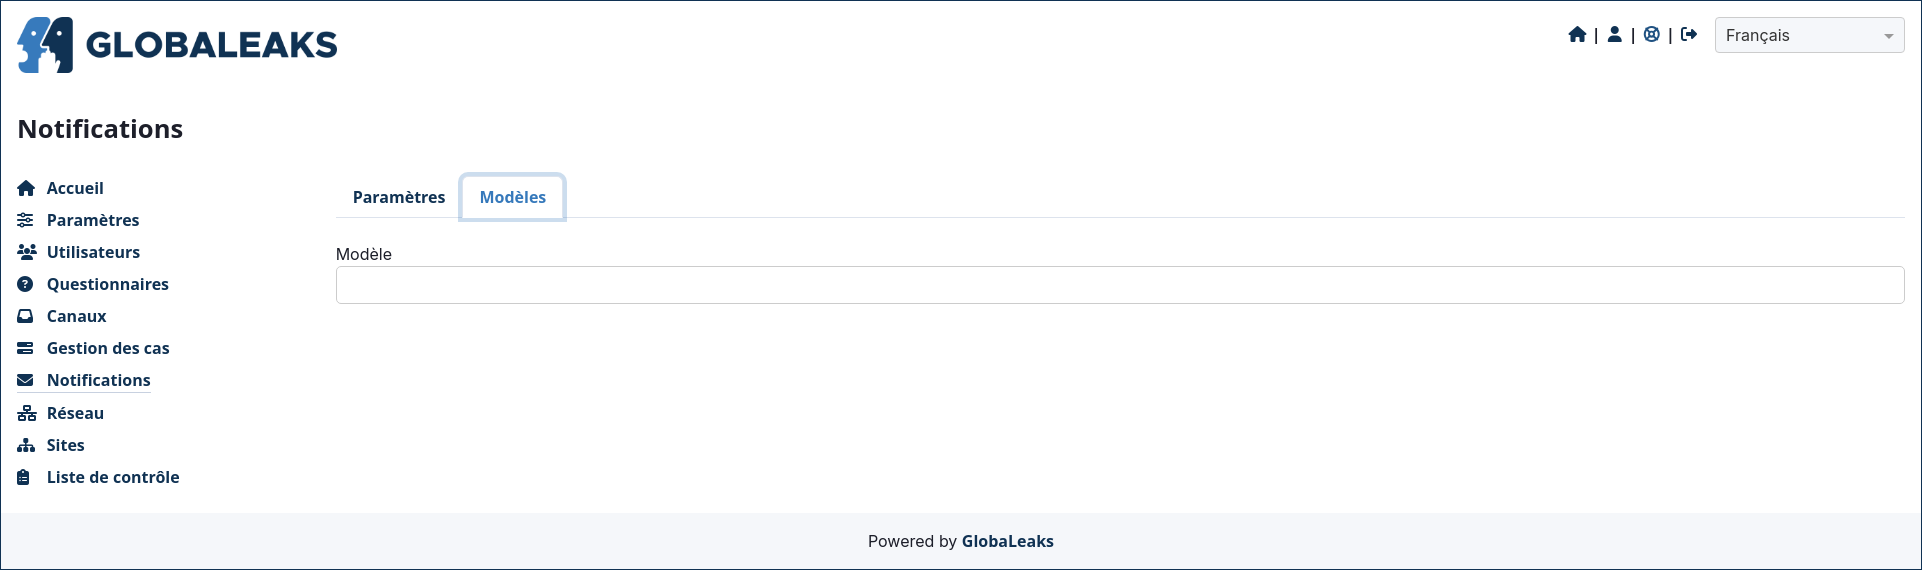 GLOBALEAKS
| | |
Français
Notifications
Accueil
Paramètres
Utilisateurs
Questionnaires
Canaux
Gestion des cas
Notifications
Réseau
Sites
Liste de contrôle
Paramètres Modèles
Modèle
Powered by GlobaLeaks